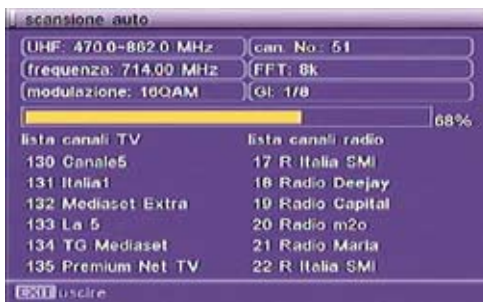 scansione auto
UHF: 470.0-862.0 MHz
can. No.: 51
frequenza: 714.00 MHz
FFT: 8k
modulazione: 16QAM
GI: 1/8
68%
lista canali TV
130 Canale5
131 Italia1
132 Mediaset Extra
133 La 5
134 TG Mediaset
135 Premium Net TV
lista canali radio
17 R Italia SMI
18 Radio Deejay
19 Radio Capital
20 Radio m2o
21 Radio Maria
22 R Italia SMI
EXIT uscire